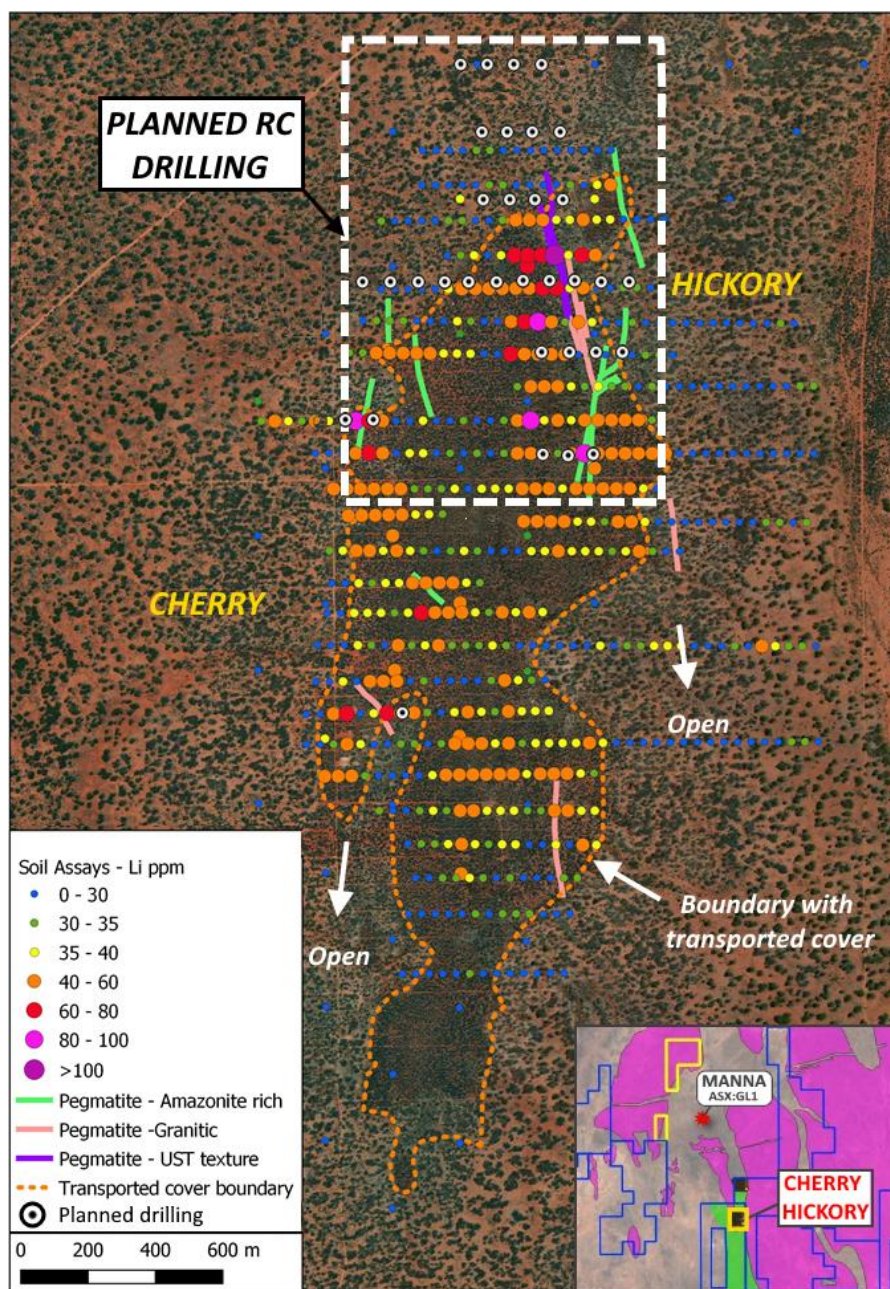 PLANNED RC
DRILLING
HICKORY
CHERRY
Open
Open
Boundary with
transported cover
Soil Assays - Li ppm
0 - 30
30 - 35
35 - 40
40 - 60
60 - 80
80 - 100
>100
Pegmatite - Amazonite rich
Pegmatite -Granitic
Pegmatite - UST texture
Transported cover boundary
Planned drilling
0 200 400 600 m
MANNA
ASX:GL1
CHERRY
HICKORY